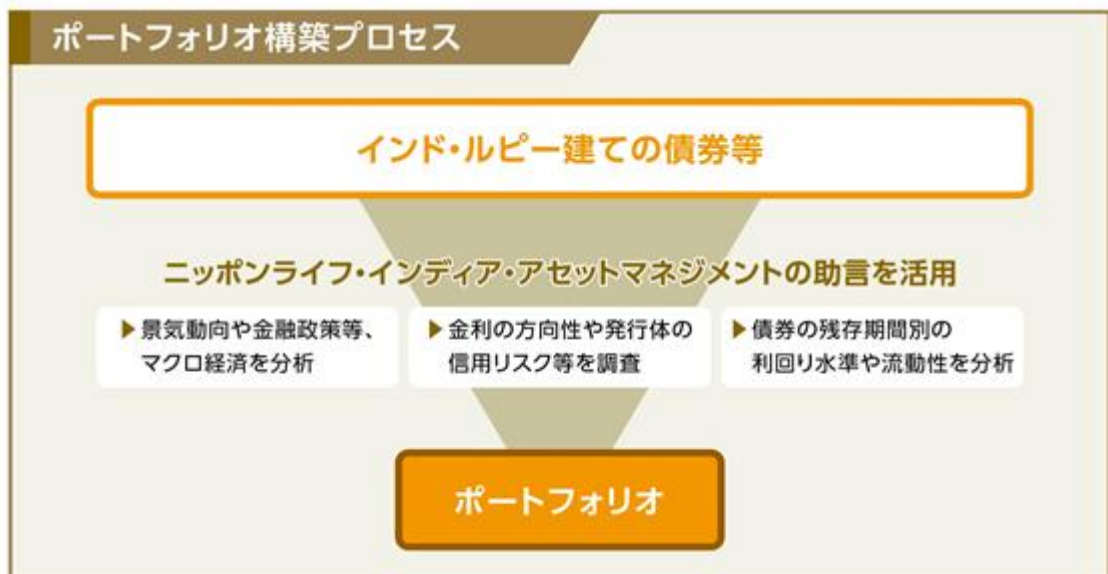 ポートフォリオ構築プロセス
インド・ルピー建ての債券等
ニッポンライフ・インディア・アセットマネジメントの助言を活用
▶景気動向や金融政策等、
マクロ経済を分析
▶金利の方向性や発行体の
信用リスク等を調査
▶債券の残存期間別の
利回り水準や流動性を分析
ポートフォリオ